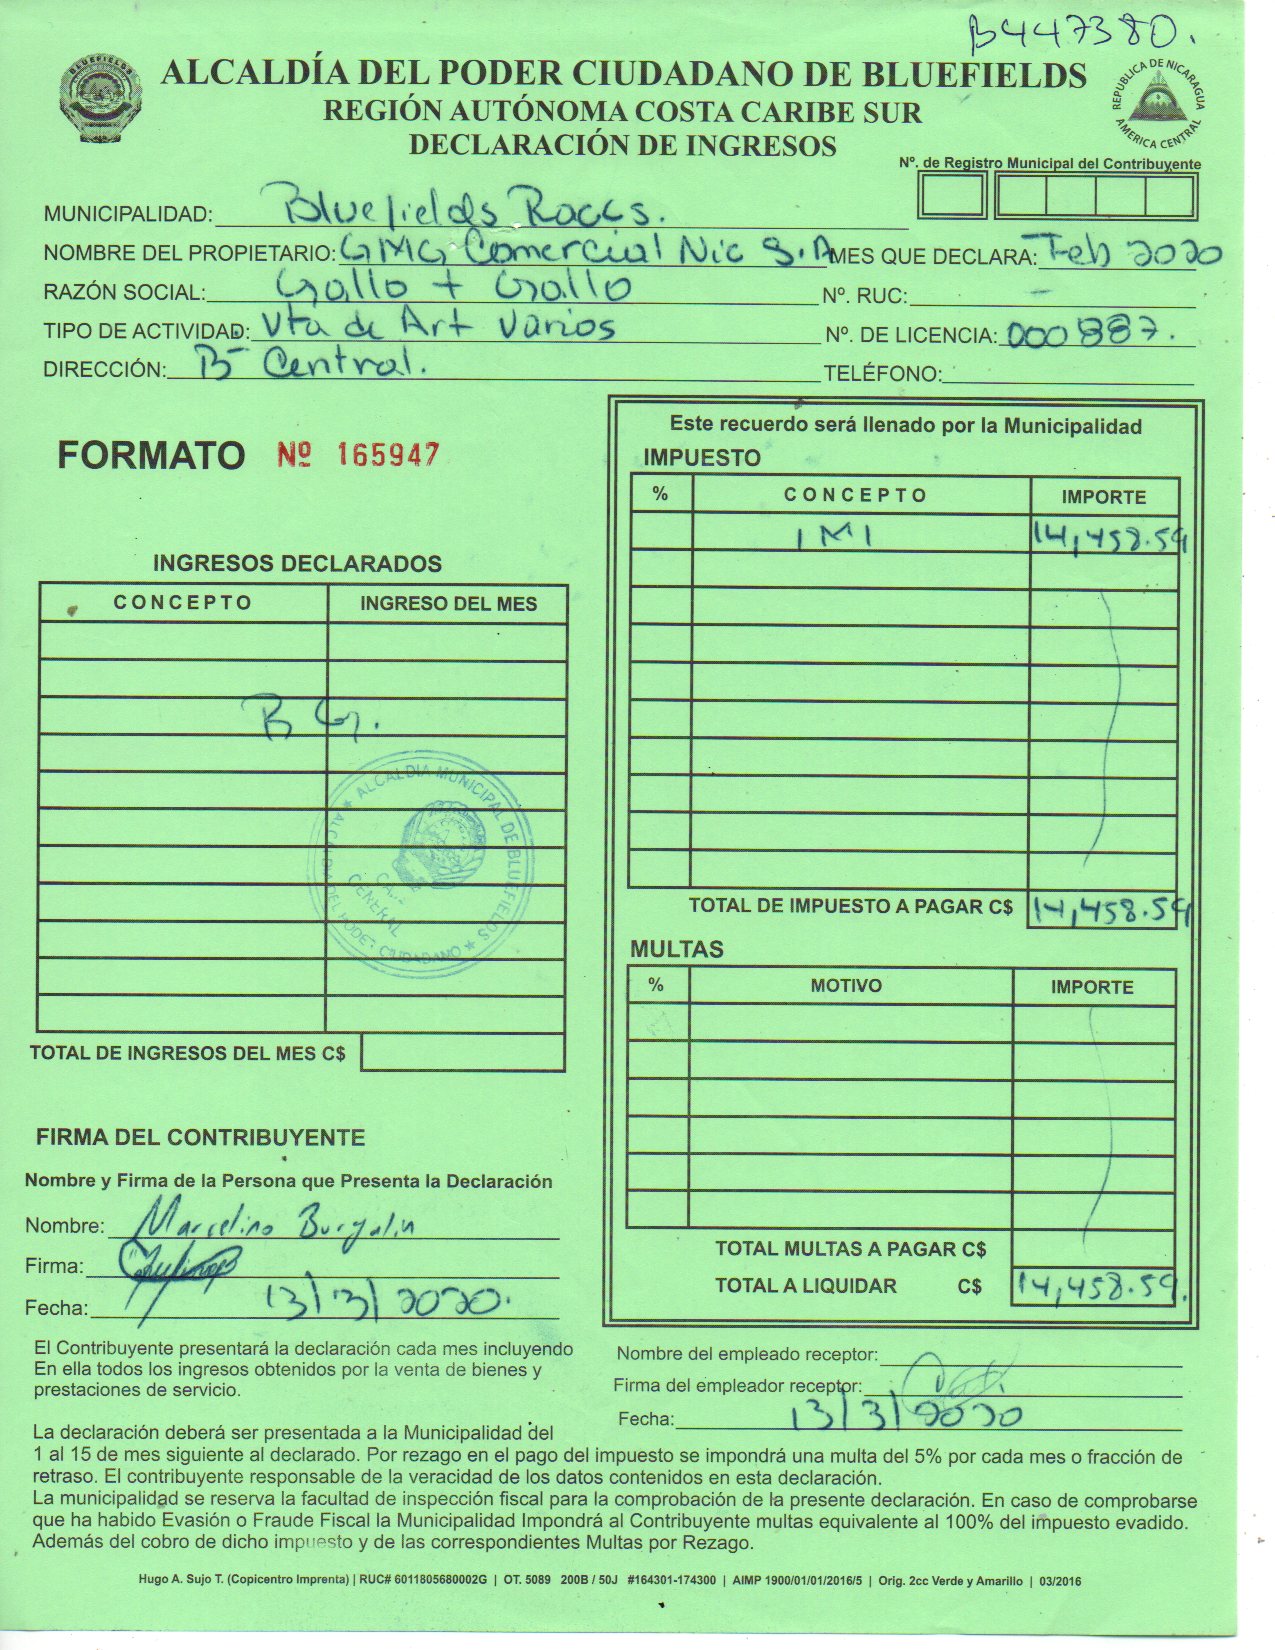 B447380.
BLUEFIELDS
ALCALDÍA DEL PODER CIUDADANO DE BLUEFIELDS
REGIÓN AUTÓNOMA COSTA CARIBE SUR
DECLARACIÓN DE INGRESOS
REPUBLICA DE NICARAGUA
AMERICA CENTRAL
Nº. de Registro Municipal del Contribuyente
MUNICIPALIDAD: Bluefields Raccs.
NOMBRE DEL PROPIETARIO: GMG Comercial Nic S.A MES QUE DECLARA: Feb 2020
RAZÓN SOCIAL: Gallo + Gallo Nº. RUC: -
TIPO DE ACTIVIDAD: Vta de Art Varios Nº. DE LICENCIA: 000887.
DIRECCIÓN: Bº Central. TELÉFONO:
FORMATO Nº 165947
Este recuerdo será llenado por la Municipalidad
IMPUESTO
% CONCEPTO IMPORTE
IMI 14,458.59
INGRESOS DECLARADOS
CONCEPTO INGRESO DEL MES
B G.
ALCALDIA MUNICIPAL DE BLUEFIELDS
ALCALDIA DEL PODER CIUDADANO
CAJA GENERAL
TOTAL DE IMPUESTO A PAGAR C$ 14,458.59
MULTAS
% MOTIVO IMPORTE
TOTAL DE INGRESOS DEL MES C$
FIRMA DEL CONTRIBUYENTE
Nombre y Firma de la Persona que Presenta la Declaración
Nombre: Marcelino Burgalin
Firma:
Fecha: 13/3/2020.
TOTAL MULTAS A PAGAR C$
TOTAL A LIQUIDAR C$ 14,458.59.
El Contribuyente presentará la declaración cada mes incluyendo
En ella todos los ingresos obtenidos por la venta de bienes y
prestaciones de servicio.
Nombre del empleado receptor:
Firma del empleador receptor:
Fecha: 13/3/2020
La declaración deberá ser presentada a la Municipalidad del
1 al 15 de mes siguiente al declarado. Por rezago en el pago del impuesto se impondrá una multa del 5% por cada mes o fracción de
retraso. El contribuyente responsable de la veracidad de los datos contenidos en esta declaración.
La municipalidad se reserva la facultad de inspección fiscal para la comprobación de la presente declaración. En caso de comprobarse
que ha habido Evasión o Fraude Fiscal la Municipalidad Impondrá al Contribuyente multas equivalente al 100% del impuesto evadido.
Además del cobro de dicho impuesto y de las correspondientes Multas por Rezago.
Hugo A. Sujo T. (Copicentro Imprenta) | RUC# 6011805680002G | OT. 5089 200B / 50J #164301-174300 | AIMP 1900/01/01/2016/5 | Orig. 2cc Verde y Amarillo | 03/2016